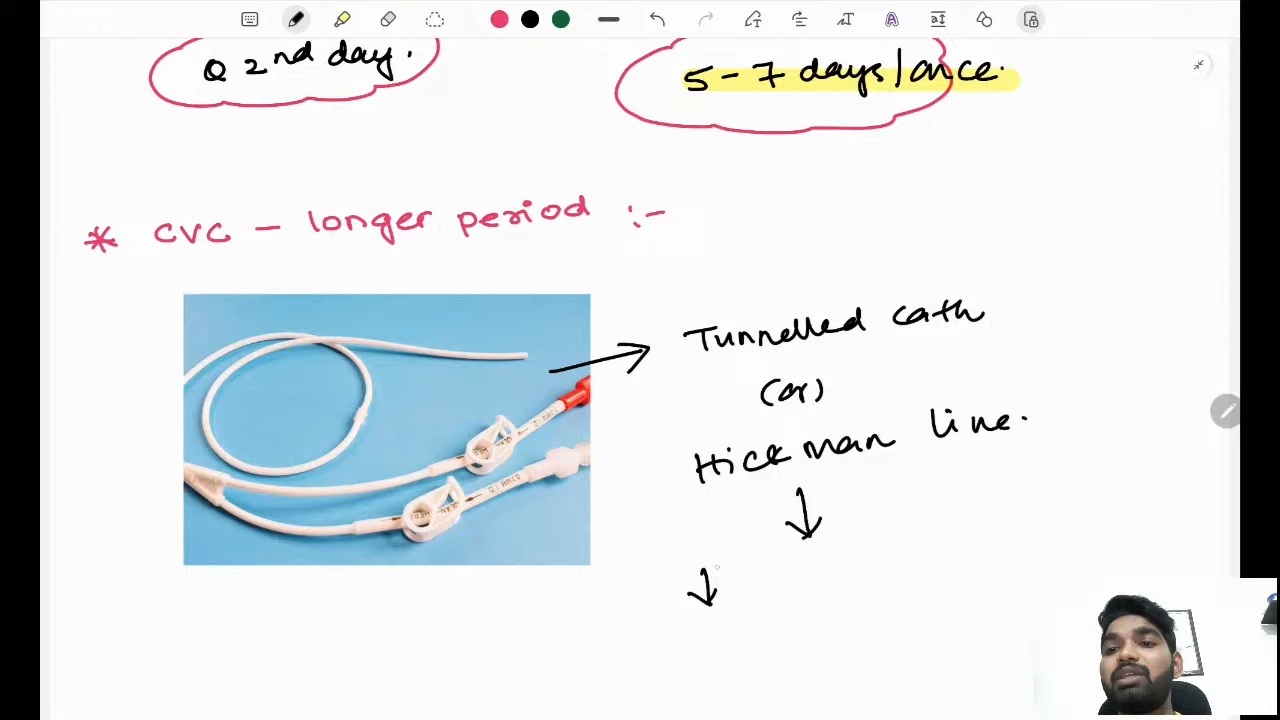 Q 2nd day.
5-7 days/once.
* CVC - longer period :-
Tunnelled cath
(or)
Hickman line.
↓
↓